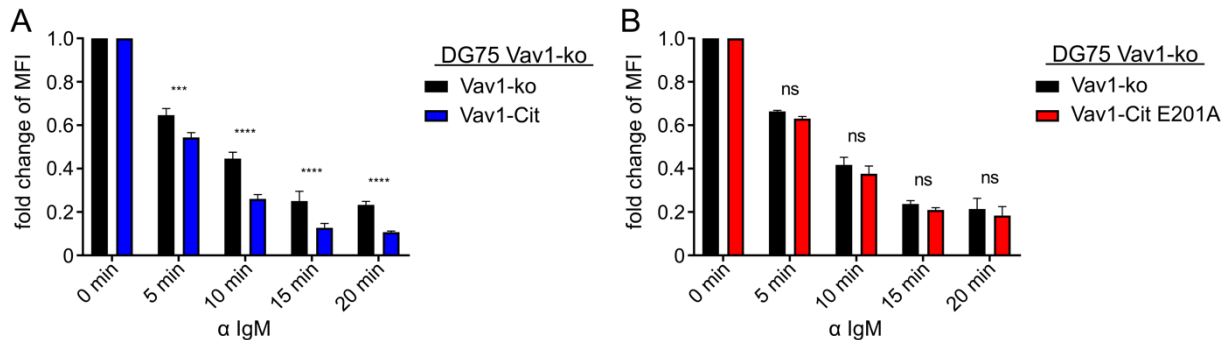 A
fold change of MFI
1.0
0.8
0.6
0.4
0.2
0
***
****
****
****
0 min
5 min
10 min
15 min
20 min
α IgM
DG75 Vav1-ko
Vav1-ko
Vav1-Cit
B
fold change of MFI
1.0
0.8
0.6
0.4
0.2
0
ns
ns
ns
ns
0 min
5 min
10 min
15 min
20 min
α IgM
DG75 Vav1-ko
Vav1-ko
Vav1-Cit E201A